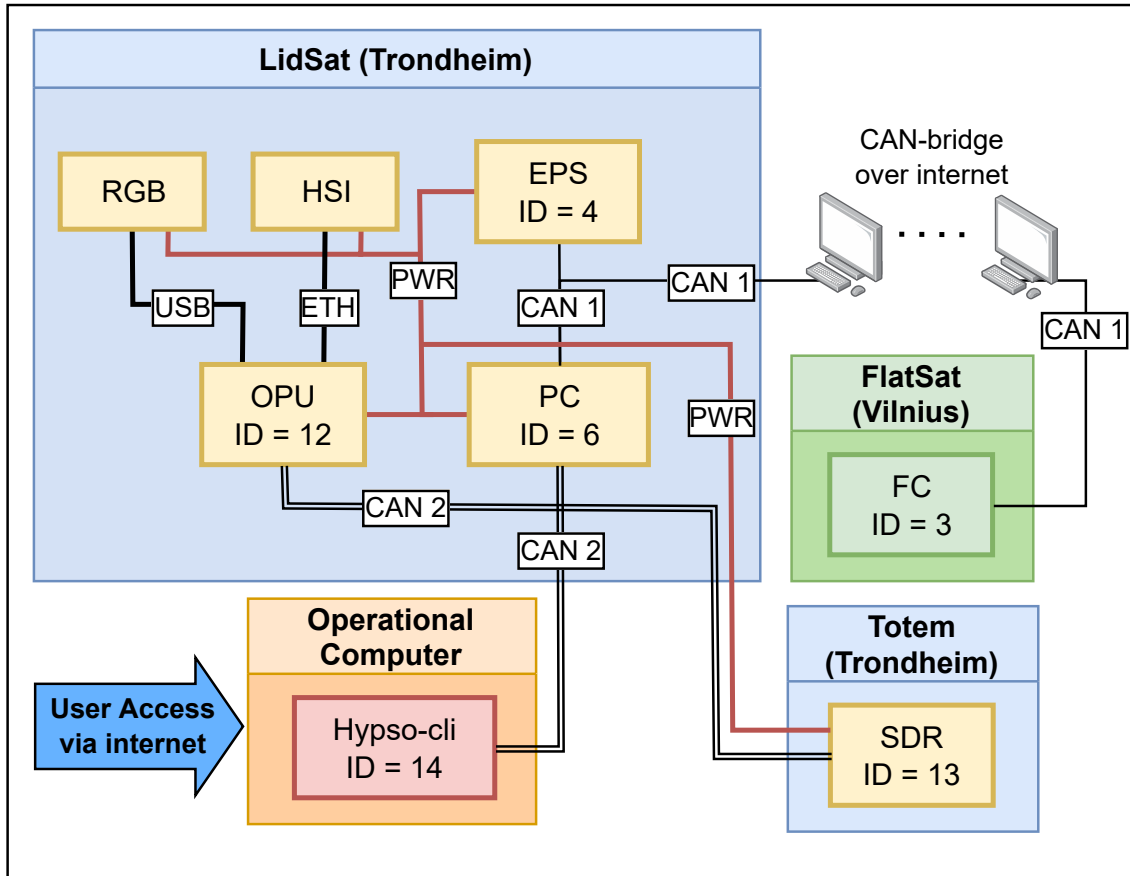 LidSat (Trondheim)
RGB
HSI
EPS
ID = 4
CAN-bridge
over internet
. . . .
PWR
CAN 1
USB
ETH
CAN 1
CAN 1
OPU
ID = 12
PC
ID = 6
PWR
FlatSat
(Vilnius)
FC
ID = 3
CAN 2
CAN 2
Operational
Computer
Totem
(Trondheim)
User Access
via internet
Hypso-cli
ID = 14
SDR
ID = 13